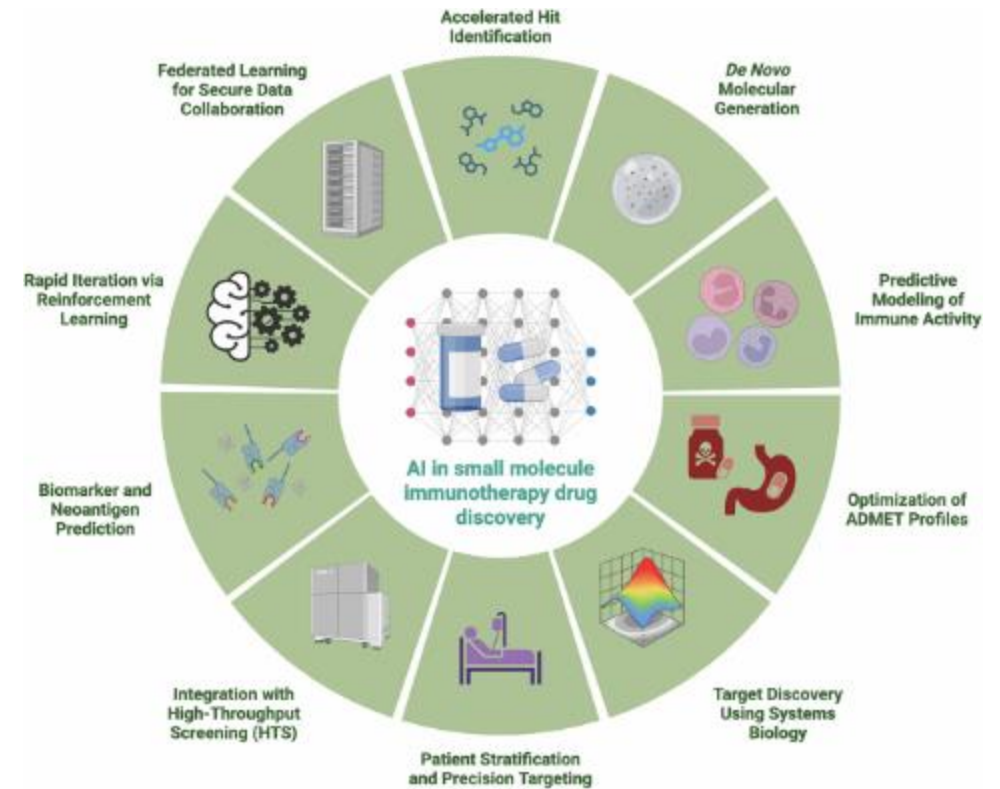 Accelerated Hit
Identification
De Novo
Molecular
Generation
Predictive
Modeling of
Immune Activity
Optimization of
ADMET Profiles
Target Discovery
Using Systems
Biology
Patient Stratification
and Precision Targeting
Integration with
High-Throughput
Screening (HTS)
Biomarker and
Neoantigen
Prediction
Rapid Iteration via
Reinforcement
Learning
Federated Learning
for Secure Data
Collaboration
AI in small molecule
immunotherapy drug
discovery